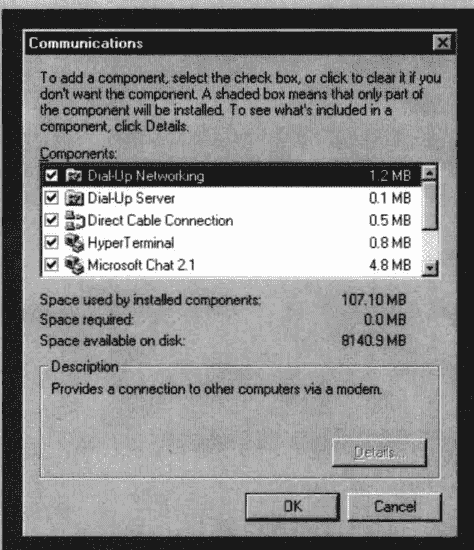 Communications
To add a component, select the check box, or click to clear it if you
don't want the component. A shaded box means that only part of
the component will be installed. To see what's included in a
component, click Details.
Components:
Dial-Up Networking 1.2 MB
Dial-Up Server 0.1 MB
Direct Cable Connection 0.5 MB
HyperTerminal 0.8 MB
Microsoft Chat 2.1 4.8 MB
Space used by installed components: 107.10 MB
Space required: 0.0 MB
Space available on disk: 8140.9 MB
Description
Provides a connection to other computers via a modem.
Details...
OK Cancel